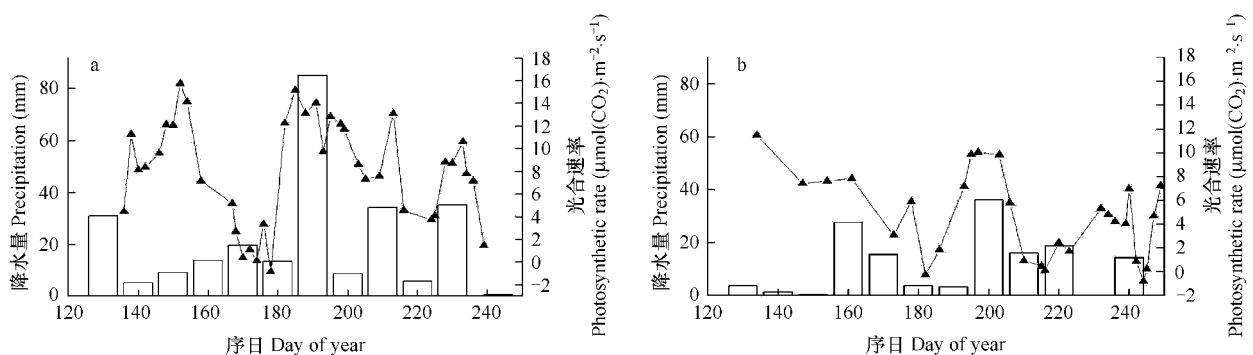 a
降水量 Precipitation (mm)
80
60
40
20
0
18
16
14
12
10
8
6
4
2
0
−2
光合速率
Photosynthetic rate (μmol(CO₂)·m⁻²·s⁻¹)
120 140 160 180 200 220 240
序日 Day of year
b
降水量 Precipitation (mm)
80
60
40
20
0
18
16
14
12
10
8
6
4
2
0
−2
光合速率
Photosynthetic rate (μmol(CO₂)·m⁻²·s⁻¹)
120 140 160 180 200 220 240
序日 Day of year